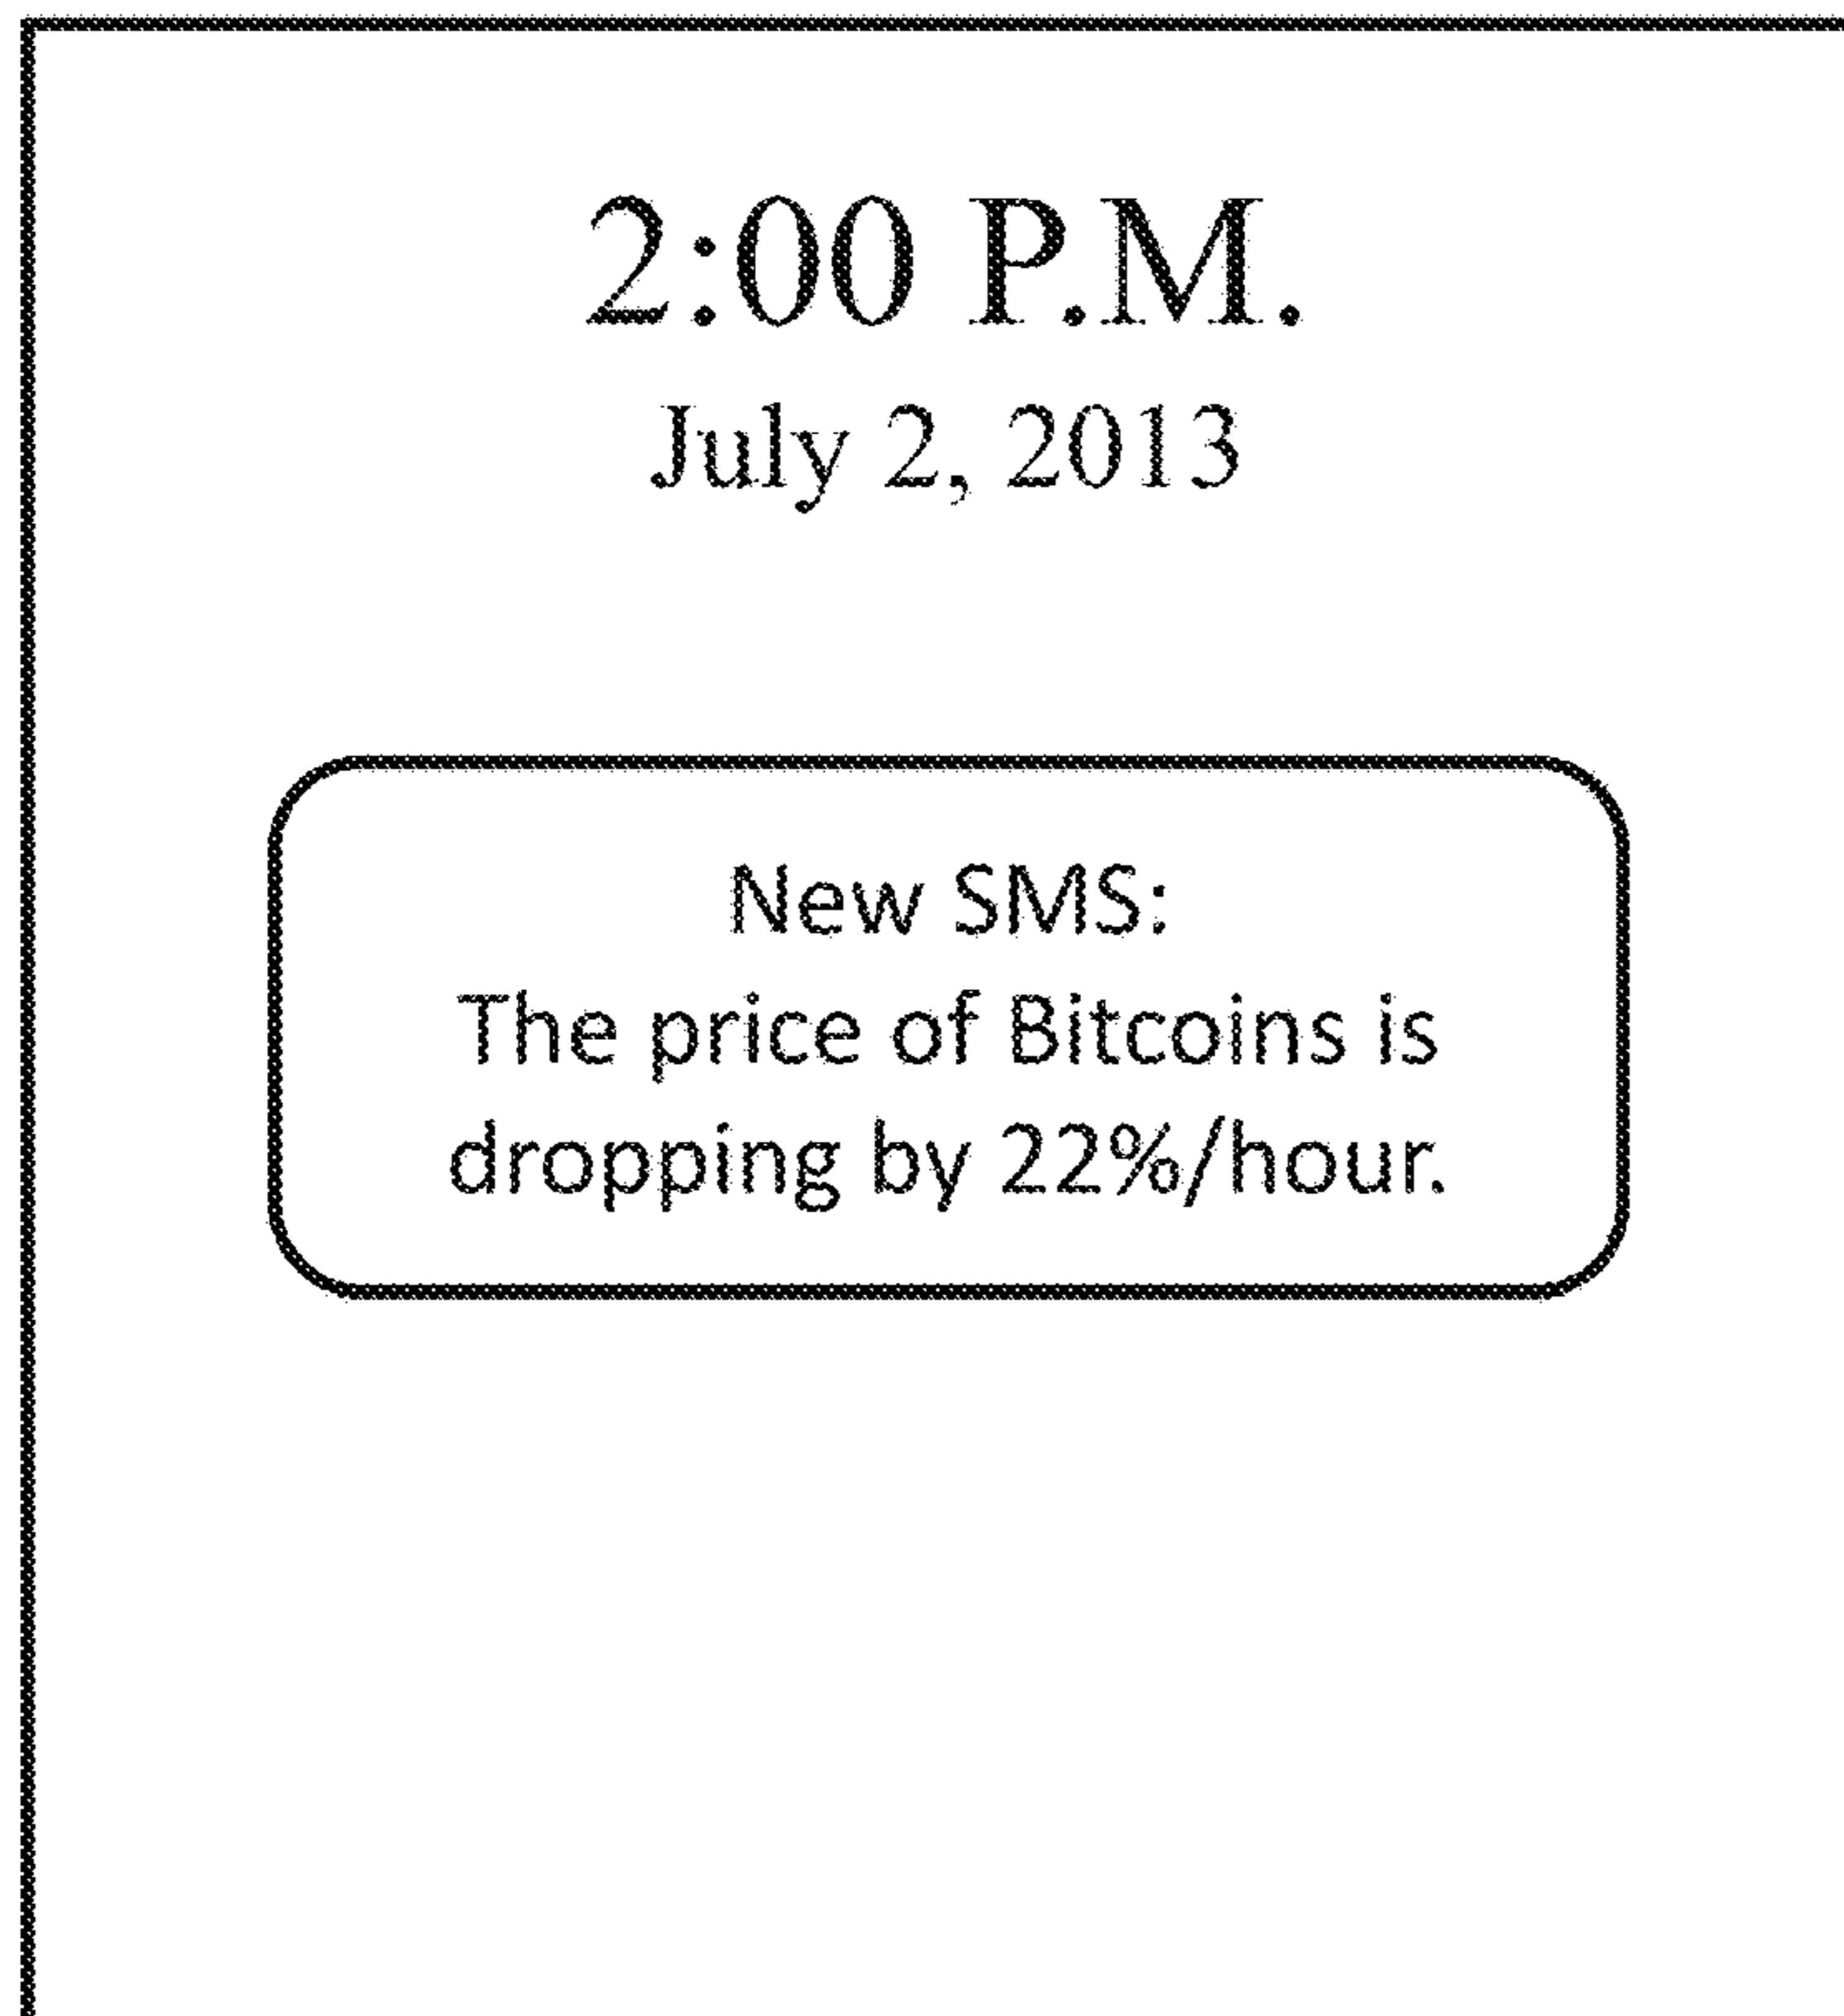 2:00 P.M.
July 2, 2013
New SMS:
The price of Bitcoins is
dropping by 22%/hour.